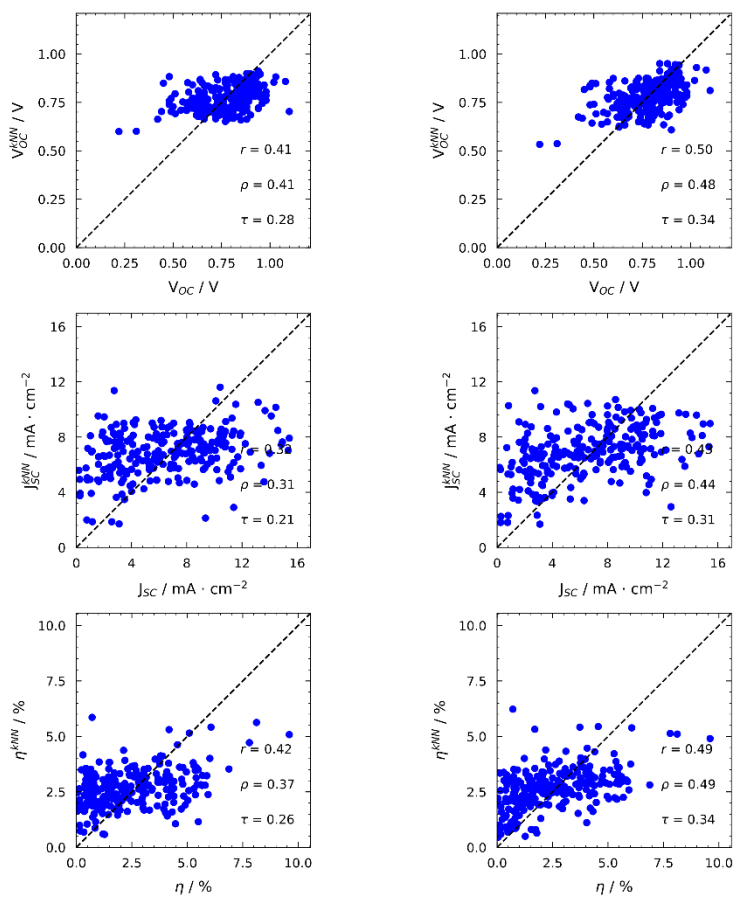 1.00
0.75
0.50
0.25
0.00
V_OC^kNN / V
r = 0.41
ρ = 0.41
τ = 0.28
0.00 0.25 0.50 0.75 1.00
V_OC / V
1.00
0.75
0.50
0.25
0.00
V_OC^kNN / V
r = 0.50
ρ = 0.48
τ = 0.34
0.00 0.25 0.50 0.75 1.00
V_OC / V
16
12
8
4
0
J_SC^kNN / mA · cm⁻²
ρ = 0.31
τ = 0.21
0 4 8 12 16
J_SC / mA · cm⁻²
16
12
8
4
0
J_SC^kNN / mA · cm⁻²
ρ = 0.44
τ = 0.31
0 4 8 12 16
J_SC / mA · cm⁻²
10.0
7.5
5.0
2.5
0.0
η^kNN / %
r = 0.42
ρ = 0.37
τ = 0.26
0.0 2.5 5.0 7.5 10.0
η / %
10.0
7.5
5.0
2.5
0.0
η^kNN / %
r = 0.49
ρ = 0.49
τ = 0.34
0.0 2.5 5.0 7.5 10.0
η / %